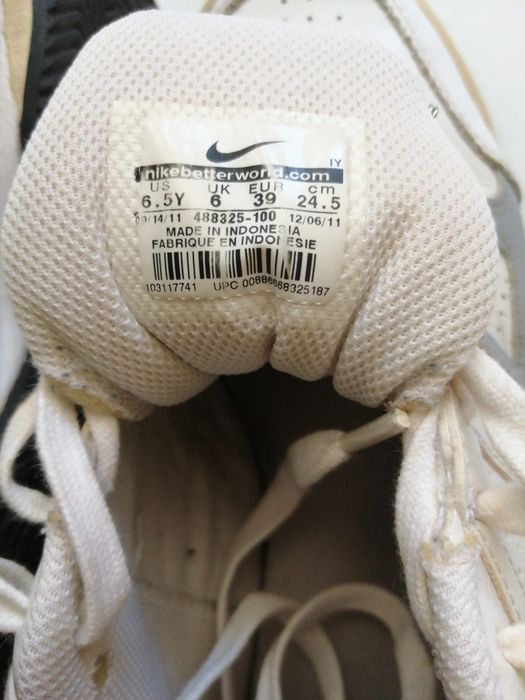 IY
nikebetterworld.com
US UK EUR cm
6.5Y 6 39 24.5
09/14/11 488325-100 12/06/11
MADE IN INDONESIA
FABRIQUE EN INDONESIE
103117741 UPC